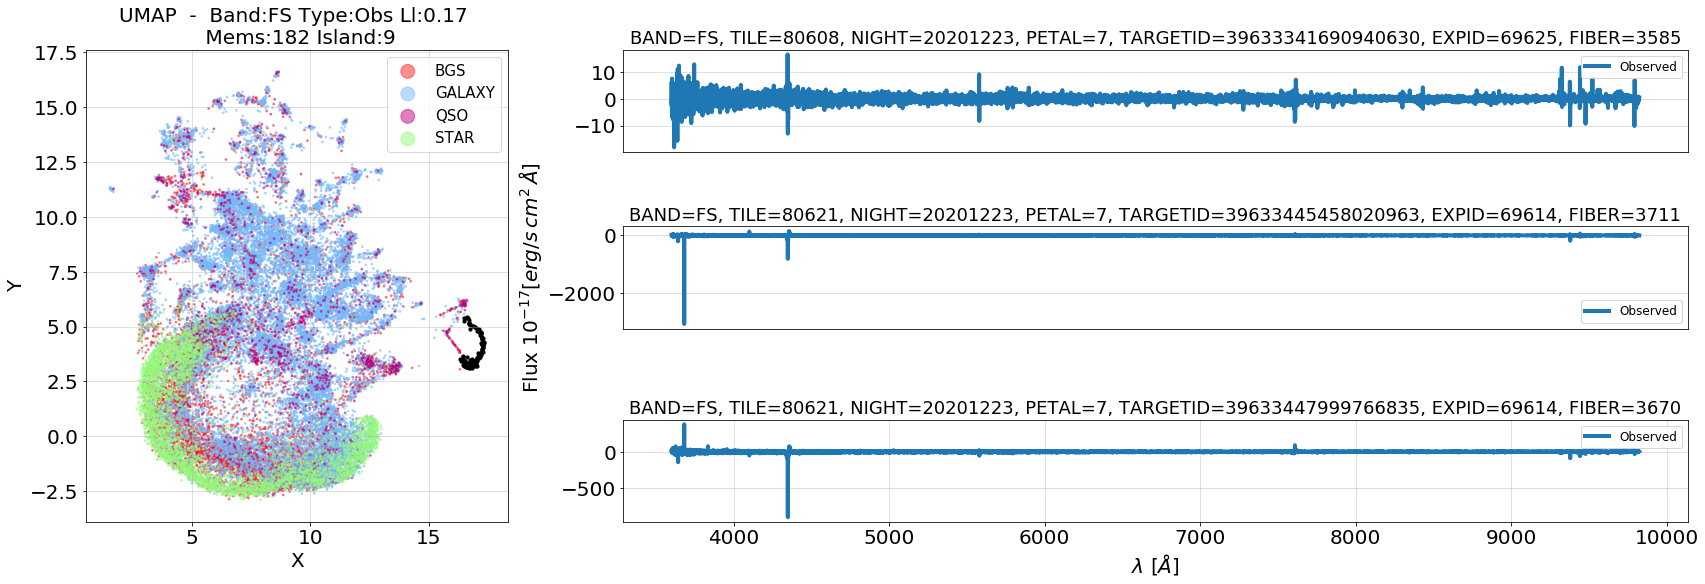 UMAP - Band:FS Type:Obs Ll:0.17
Mems:182 Island:9
17.5
15.0
12.5
10.0
7.5
5.0
2.5
0.0
−2.5
Y
5
10
15
X
BGS
GALAXY
QSO
STAR
Flux 10⁻¹⁷[erg/s cm² Å]
BAND=FS, TILE=80608, NIGHT=20201223, PETAL=7, TARGETID=39633341690940630, EXPID=69625, FIBER=3585
10
0
−10
Observed
BAND=FS, TILE=80621, NIGHT=20201223, PETAL=7, TARGETID=39633445458020963, EXPID=69614, FIBER=3711
0
−2000
Observed
BAND=FS, TILE=80621, NIGHT=20201223, PETAL=7, TARGETID=39633447999766835, EXPID=69614, FIBER=3670
0
−500
Observed
4000
5000
6000
7000
8000
9000
10000
λ [Å]